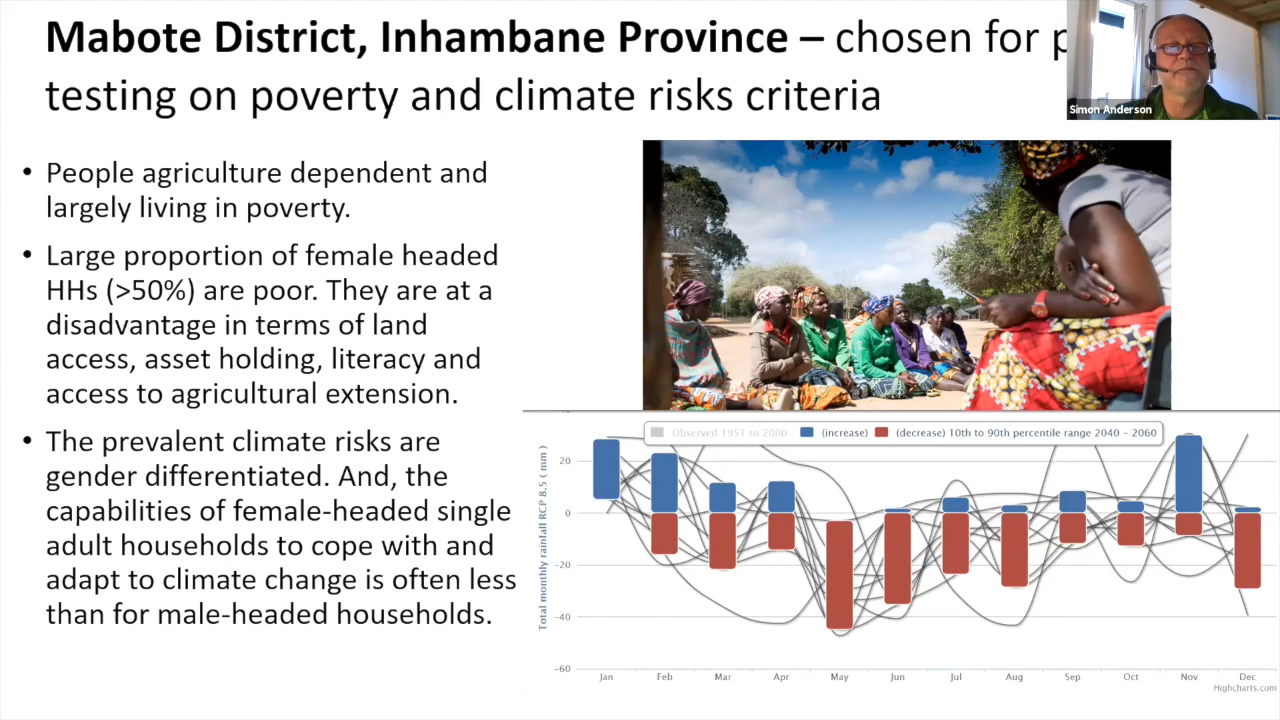 Mabote District, Inhambane Province – chosen for p
testing on poverty and climate risks criteria
Simon Anderson
• People agriculture dependent and
largely living in poverty.
• Large proportion of female headed
HHs (>50%) are poor. They are at a
disadvantage in terms of land
access, asset holding, literacy and
access to agricultural extension.
• The prevalent climate risks are
gender differentiated. And, the
capabilities of female-headed single
adult households to cope with and
adapt to climate change is often less
than for male-headed households.
Observed 1951 to 2000 (increase) (decrease) 10th to 90th percentile range 2040 – 2060
Total monthly rainfall RCP 8.5 ( mm )
20
0
-20
-40
-60
Jan Feb Mar Apr May Jun Jul Aug Sep Oct Nov Dec
Highcharts.com